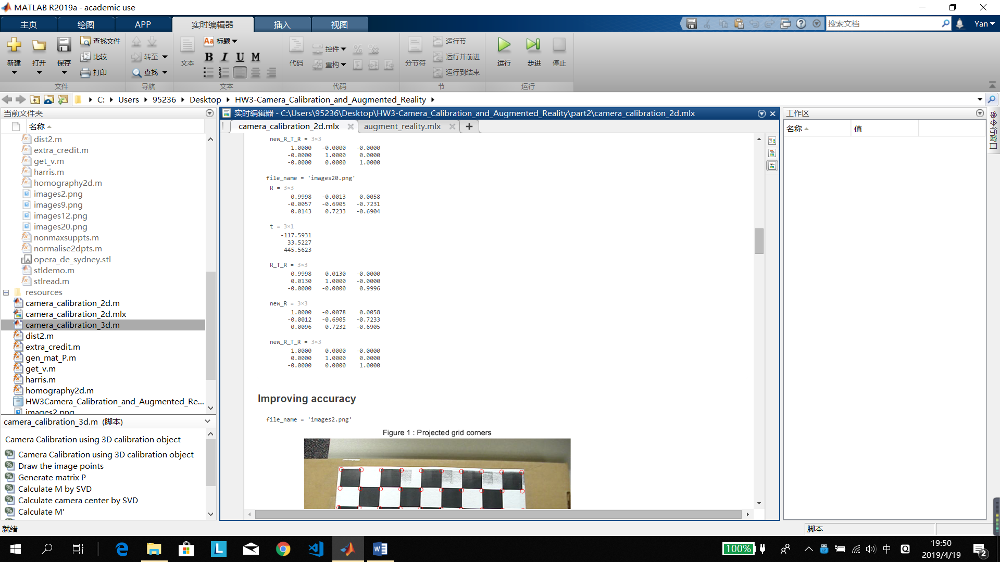 MATLAB R2019a - academic use
主页 绘图 APP 实时编辑器 插入 视图
搜索文档 Yan
新建 打开 保存 查找文件 比较 打印
转至 查找
文本 Aa 标题 B I U M
代码 控件 重构
分节符 运行节 运行并前进 运行到结束
运行 步进 停止
文件 导航 文本 代码 节 运行
C: Users 95236 Desktop HW3-Camera_Calibration_and_Augmented_Reality
当前文件夹
名称
dist2.m
extra_credit.m
get_v.m
harris.m
homography2d.m
images2.png
images9.png
images12.png
images20.png
nonmaxsuppts.m
normalise2dpts.m
opera_de_sydney.stl
stldemo.m
stlread.m
resources
camera_calibration_2d.m
camera_calibration_2d.mlx
camera_calibration_3d.m
dist2.m
extra_credit.m
gen_mat_P.m
get_v.m
harris.m
homography2d.m
HW3Camera_Calibration_and_Augmented_Re...
images2.png
camera_calibration_3d.m (脚本)
Camera Calibration using 3D calibration object
Camera Calibration using 3D calibration object
Draw the image points
Generate matrix P
Calculate M by SVD
Calculate camera center by SVD
Calculate M'
实时编辑器 - C:\Users\95236\Desktop\HW3-Camera_Calibration_and_Augmented_Reality\part2\camera_calibration_2d.mlx
camera_calibration_2d.mlx augment_reality.mlx
new_R_T_R = 3×3
1.0000 -0.0000 -0.0000
-0.0000 1.0000 0.0000
-0.0000 0.0000 1.0000
file_name = 'images20.png'
R = 3×3
0.9998 -0.0013 0.0058
-0.0057 -0.6905 -0.7231
0.0143 0.7233 -0.6904
t = 3×1
-117.5931
33.5227
445.5623
R_T_R = 3×3
0.9998 0.0130 -0.0000
0.0130 1.0000 -0.0000
-0.0000 -0.0000 0.9996
new_R = 3×3
1.0000 -0.0078 0.0058
-0.0012 -0.6905 -0.7233
0.0096 0.7232 -0.6905
new_R_T_R = 3×3
1.0000 0.0000 -0.0000
0.0000 1.0000 0.0000
-0.0000 0.0000 1.0000
Improving accuracy
file_name = 'images2.png'
Figure 1 : Projected grid corners
工作区
名称 值
命令行窗口
就绪
脚本
100%
中
19:50
2019/4/19
2